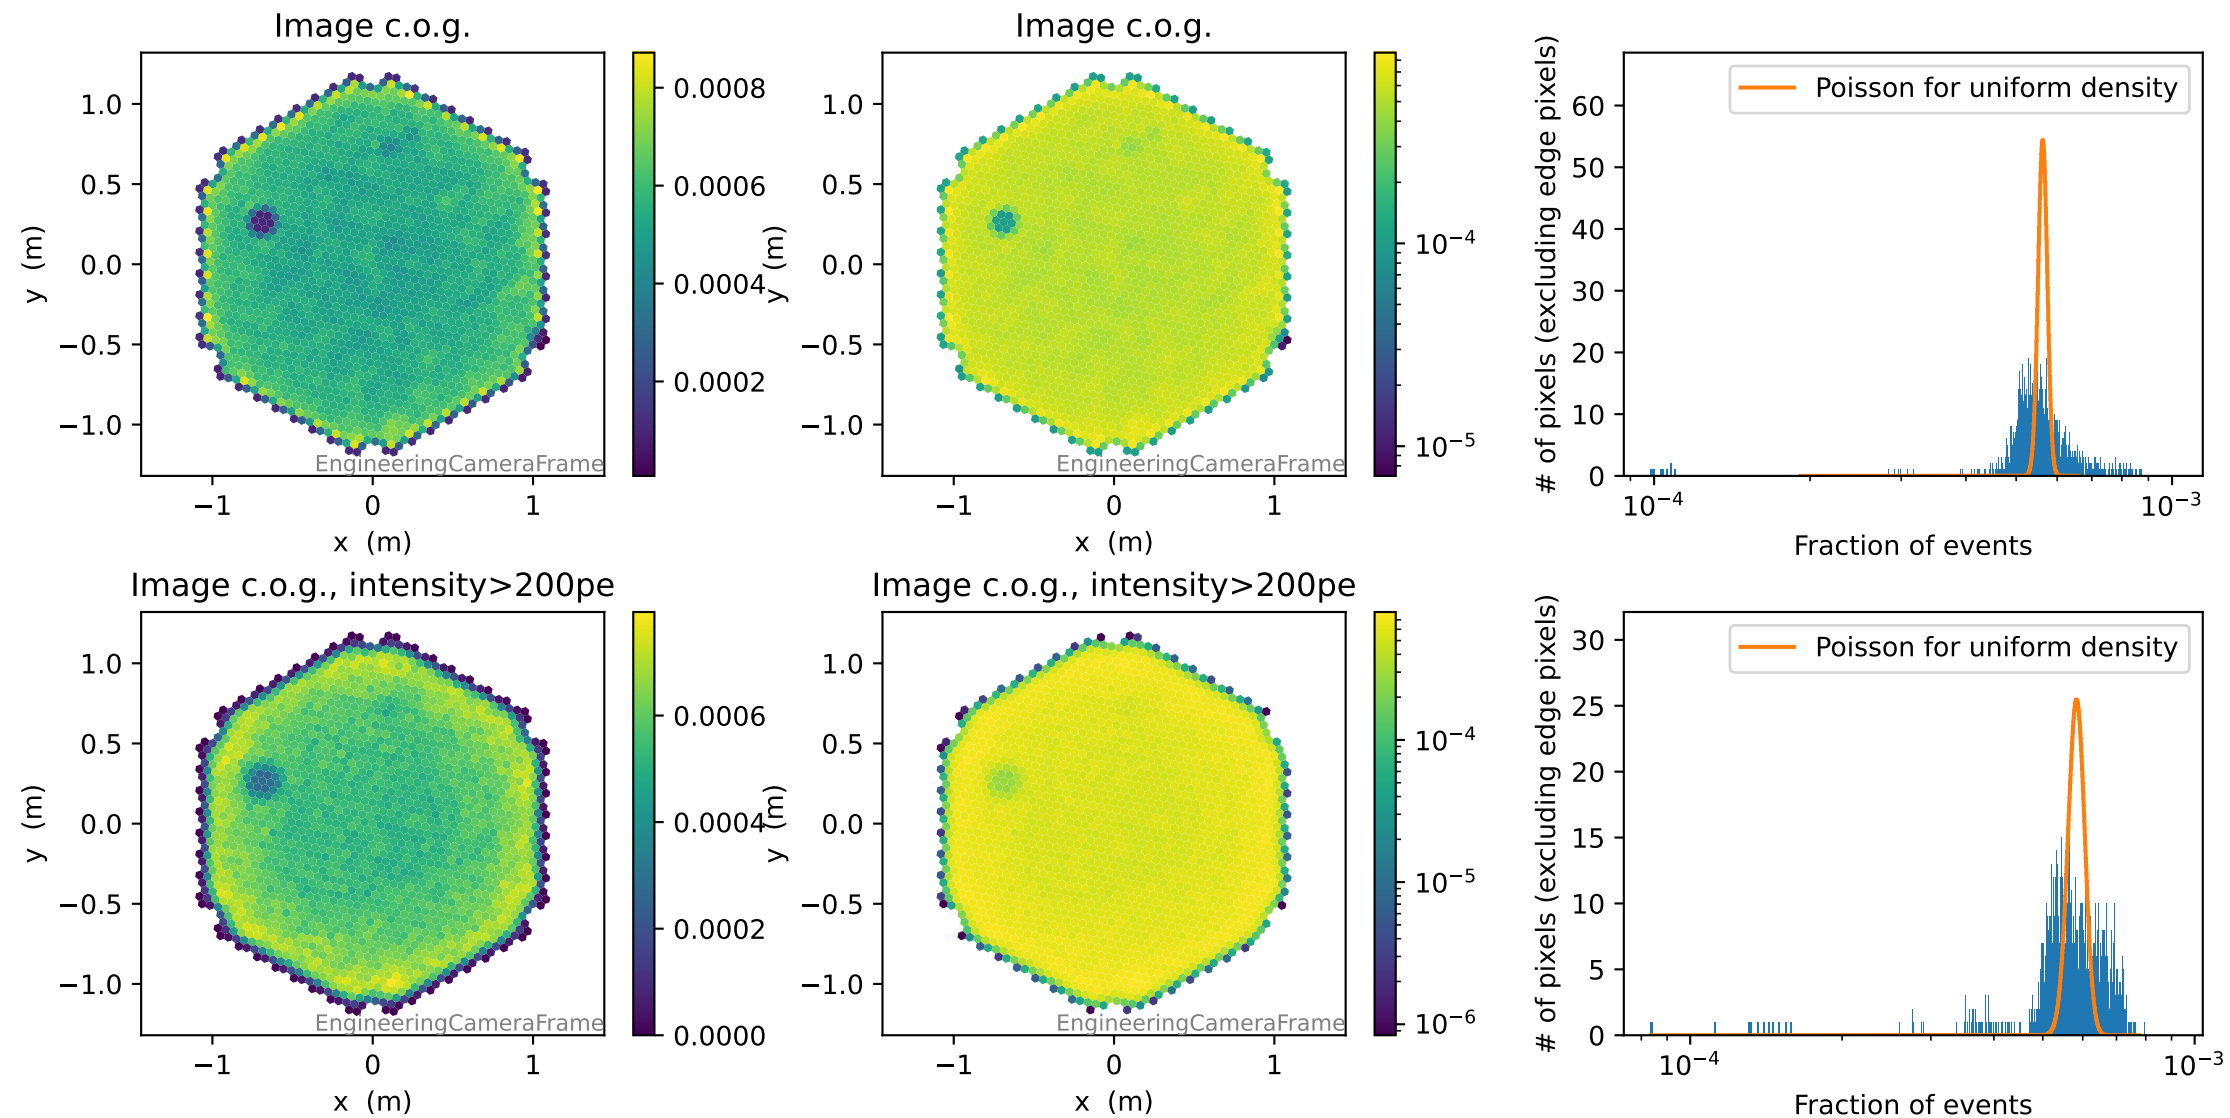 Image c.o.g.
1.0
0.5
0.0
−0.5
−1.0
y (m)
−1
0
1
x (m)
EngineeringCameraFrame
0.0008
0.0006
0.0004
0.0002
Image c.o.g.
1.0
0.5
0.0
−0.5
−1.0
y (m)
−1
0
1
x (m)
EngineeringCameraFrame
10⁻⁴
10⁻⁵
Poisson for uniform density
# of pixels (excluding edge pixels)
60
50
40
30
20
10
0
10⁻⁴
10⁻³
Fraction of events
Image c.o.g., intensity>200pe
1.0
0.5
0.0
−0.5
−1.0
y (m)
−1
0
1
x (m)
EngineeringCameraFrame
0.0006
0.0004
0.0002
0.0000
Image c.o.g., intensity>200pe
1.0
0.5
0.0
−0.5
−1.0
y (m)
−1
0
1
x (m)
EngineeringCameraFrame
10⁻⁴
10⁻⁵
10⁻⁶
Poisson for uniform density
# of pixels (excluding edge pixels)
30
25
20
15
10
5
0
10⁻⁴
10⁻³
Fraction of events